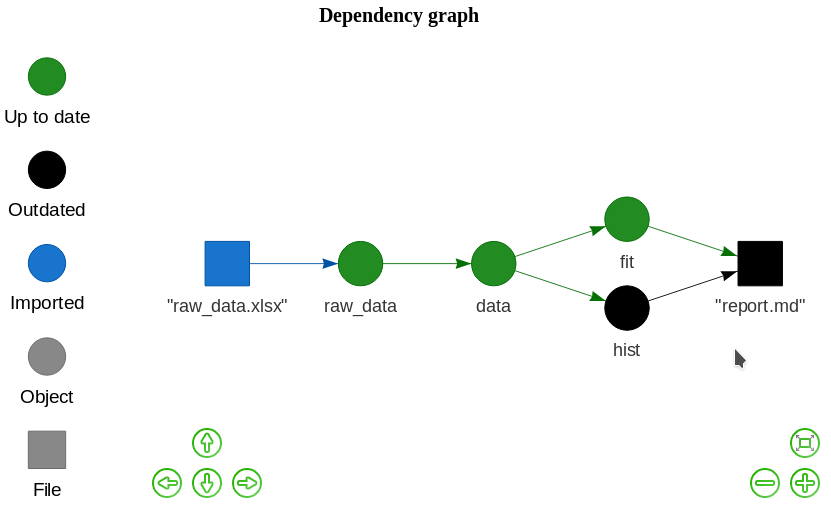 Dependency graph
Up to date
Outdated
Imported
Object
File
"raw_data.xlsx"
raw_data
data
fit
hist
"report.md"